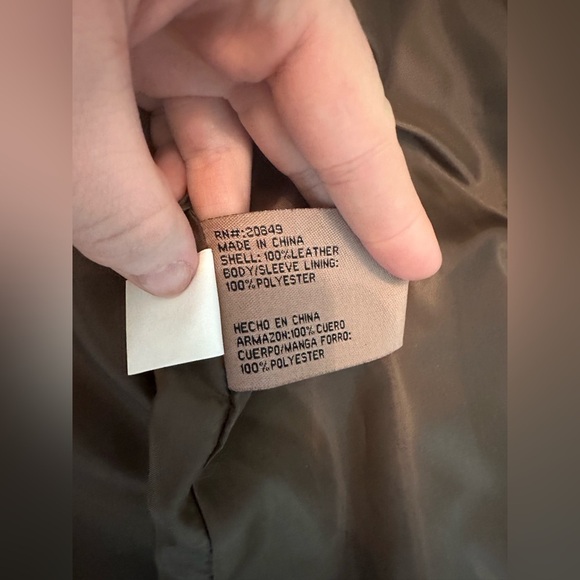 RN#:20849
MADE IN CHINA
SHELL: 100%LEATHER
BODY/SLEEVE LINING:
100%POLYESTER
HECHO EN CHINA
ARMAZON:100% CUERO
CUERPO/MANGA FORRO:
100%POLYESTER